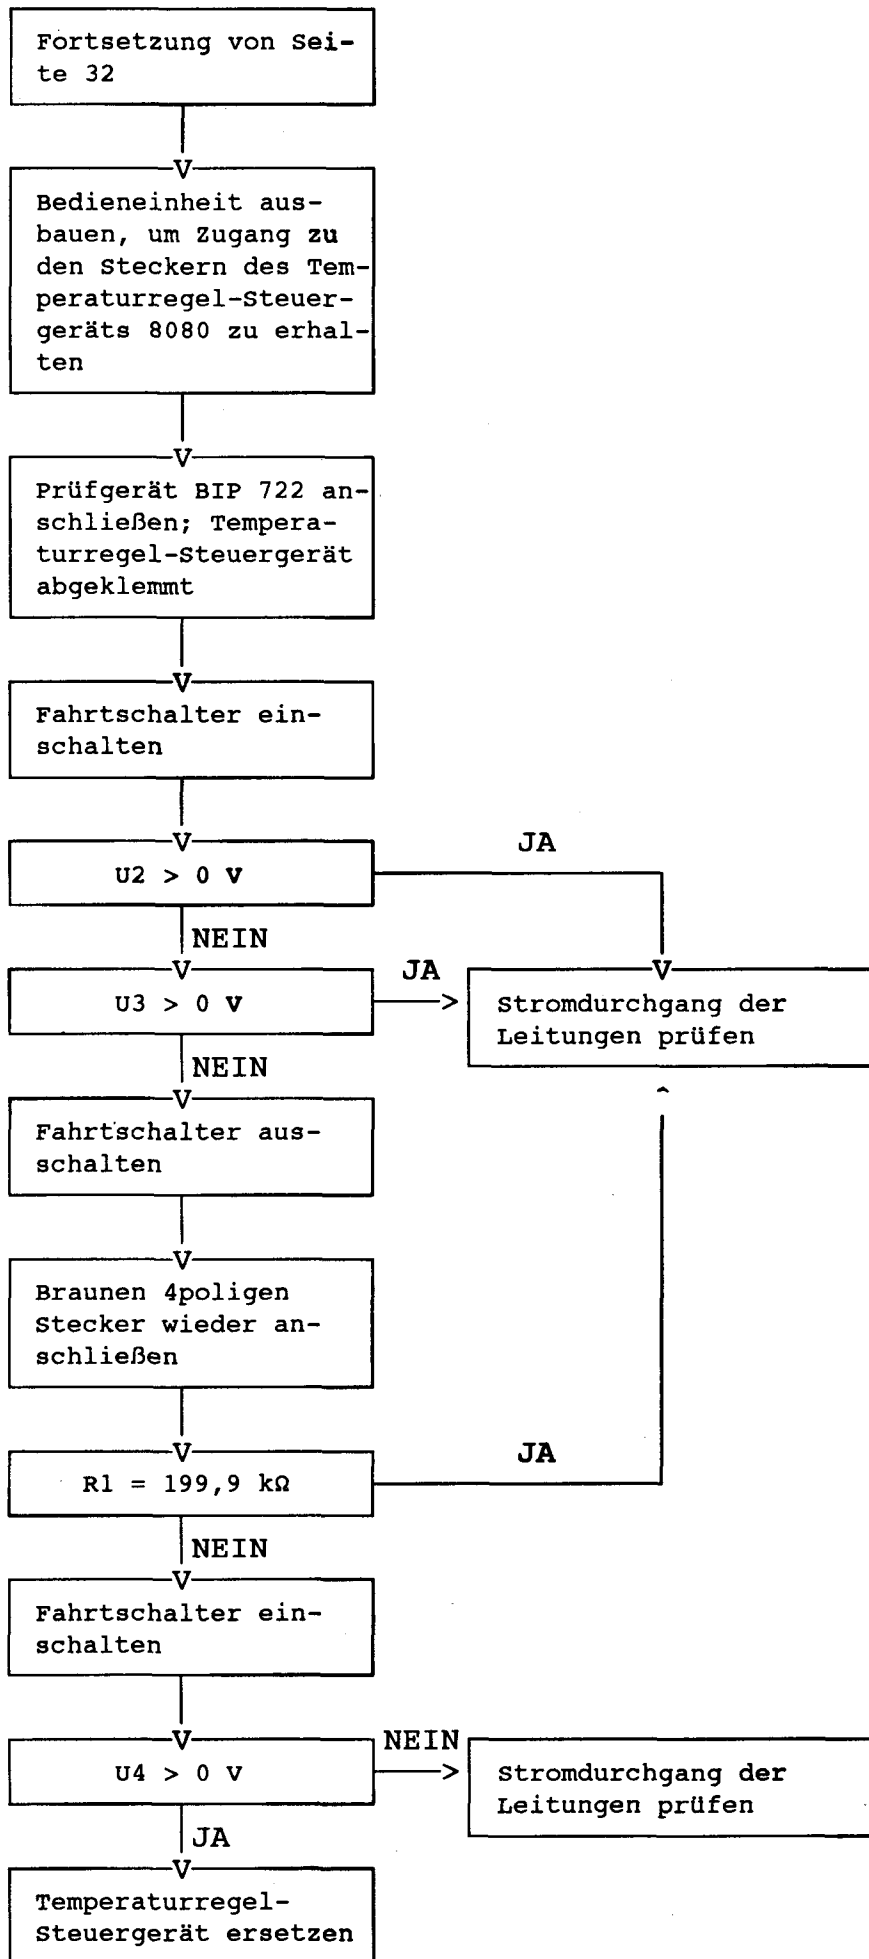 Fortsetzung von Sei-
te 32
V
Bedieneinheit aus-
bauen, um Zugang zu
den Steckern des Tem-
peraturregel-Steuer-
geräts 8080 zu erhal-
ten
V
Prüfgerät BIP 722 an-
schließen; Tempera-
turregel-Steuergerät
abgeklemmt
V
Fahrtschalter ein-
schalten
V
JA
U2 > 0 V
NEIN
V
JA
V
U3 > 0 V
>
Stromdurchgang der
Leitungen prüfen
NEIN
V
^
Fahrtschalter aus-
schalten
V
Braunen 4poligen
Stecker wieder an-
schließen
V
JA
R1 = 199,9 kΩ
NEIN
V
Fahrtschalter ein-
schalten
V
NEIN
U4 > 0 V
>
Stromdurchgang der
Leitungen prüfen
JA
V
Temperaturregel-
Steuergerät ersetzen